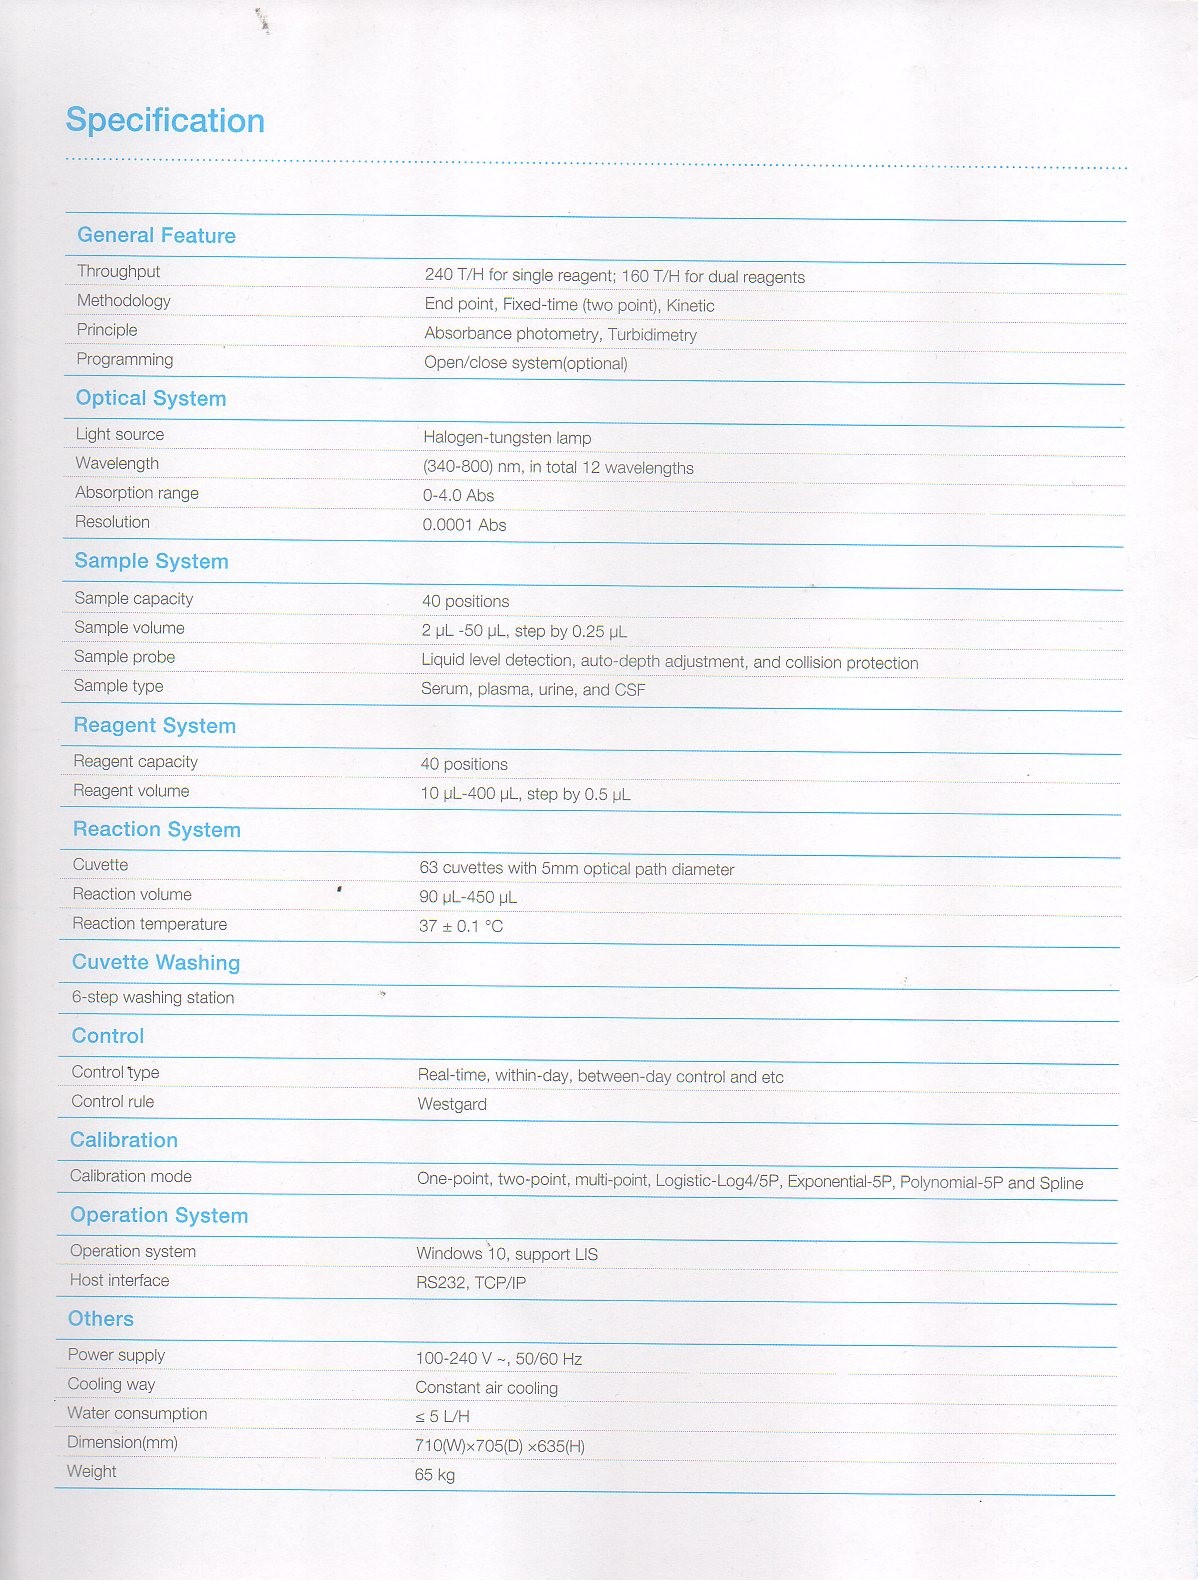 Specification
General Feature
Throughput 240 T/H for single reagent; 160 T/H for dual reagents
Methodology End point, Fixed-time (two point), Kinetic
Principle Absorbance photometry, Turbidimetry
Programming Open/close system(optional)
Optical System
Light source Halogen-tungsten lamp
Wavelength (340-800) nm, in total 12 wavelengths
Absorption range 0-4.0 Abs
Resolution 0.0001 Abs
Sample System
Sample capacity 40 positions
Sample volume 2 µL -50 µL, step by 0.25 µL
Sample probe Liquid level detection, auto-depth adjustment, and collision protection
Sample type Serum, plasma, urine, and CSF
Reagent System
Reagent capacity 40 positions
Reagent volume 10 µL-400 µL, step by 0.5 µL
Reaction System
Cuvette 63 cuvettes with 5mm optical path diameter
Reaction volume 90 µL-450 µL
Reaction temperature 37 ± 0.1 °C
Cuvette Washing
6-step washing station
Control
Control type Real-time, within-day, between-day control and etc
Control rule Westgard
Calibration
Calibration mode One-point, two-point, multi-point, Logistic-Log4/5P, Exponential-5P, Polynomial-5P and Spline
Operation System
Operation system Windows 10, support LIS
Host interface RS232, TCP/IP
Others
Power supply 100-240 V ~, 50/60 Hz
Cooling way Constant air cooling
Water consumption ≤ 5 L/H
Dimension(mm) 710(W)×705(D) ×635(H)
Weight 65 kg